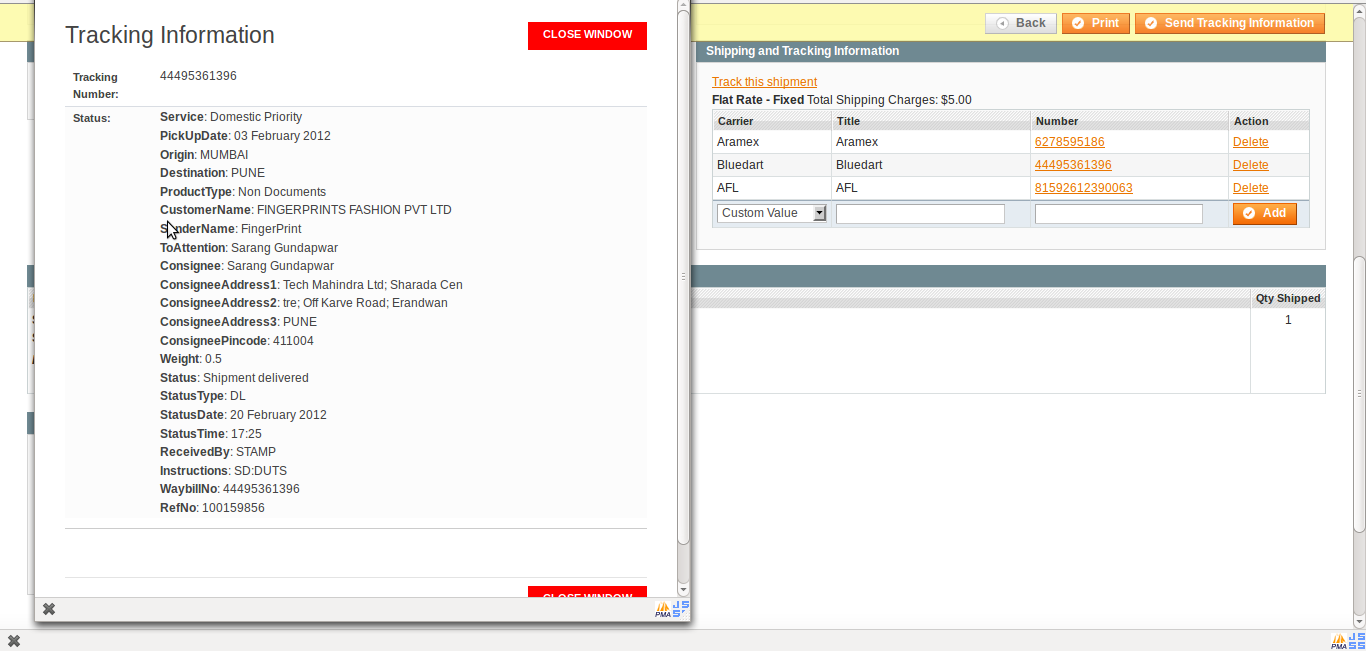 Tracking Information
CLOSE WINDOW
Tracking Number:
44495361396
Status:
Service: Domestic Priority
PickUpDate: 03 February 2012
Origin: MUMBAI
Destination: PUNE
ProductType: Non Documents
CustomerName: FINGERPRINTS FASHION PVT LTD
SenderName: FingerPrint
ToAttention: Sarang Gundapwar
Consignee: Sarang Gundapwar
ConsigneeAddress1: Tech Mahindra Ltd; Sharada Cen
ConsigneeAddress2: tre; Off Karve Road; Erandwan
ConsigneeAddress3: PUNE
ConsigneePincode: 411004
Weight: 0.5
Status: Shipment delivered
StatusType: DL
StatusDate: 20 February 2012
StatusTime: 17:25
ReceivedBy: STAMP
Instructions: SD:DUTS
WaybillNo: 44495361396
RefNo: 100159856
CLOSE WINDOW
PMA
Back Print Send Tracking Information
Shipping and Tracking Information
Track this shipment
Flat Rate - Fixed Total Shipping Charges: $5.00
Carrier Title Number Action
Aramex Aramex 6278595186 Delete
Bluedart Bluedart 44495361396 Delete
AFL AFL 81592612390063 Delete
Custom Value Add
Qty Shipped
1
PMA